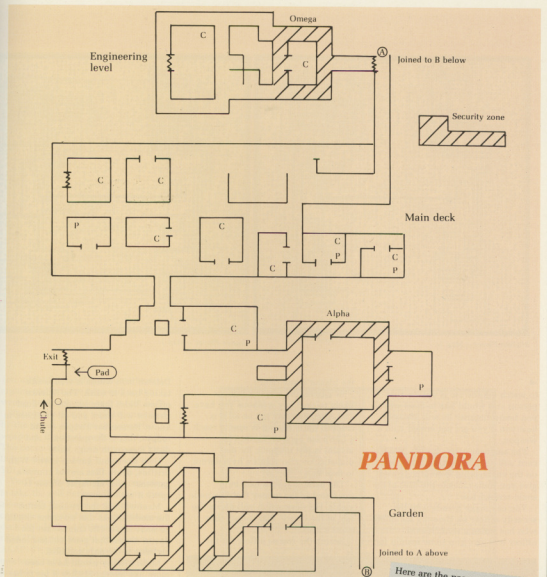 Omega
C
Engineering
level
C
A
Joined to B below
Security zone
C
C
P
C
C
Main deck
C
P
C
C
P
C
P
Alpha
Exit
Pad
P
Chute
C
P
PANDORA
Garden
Joined to A above
B
Here are the